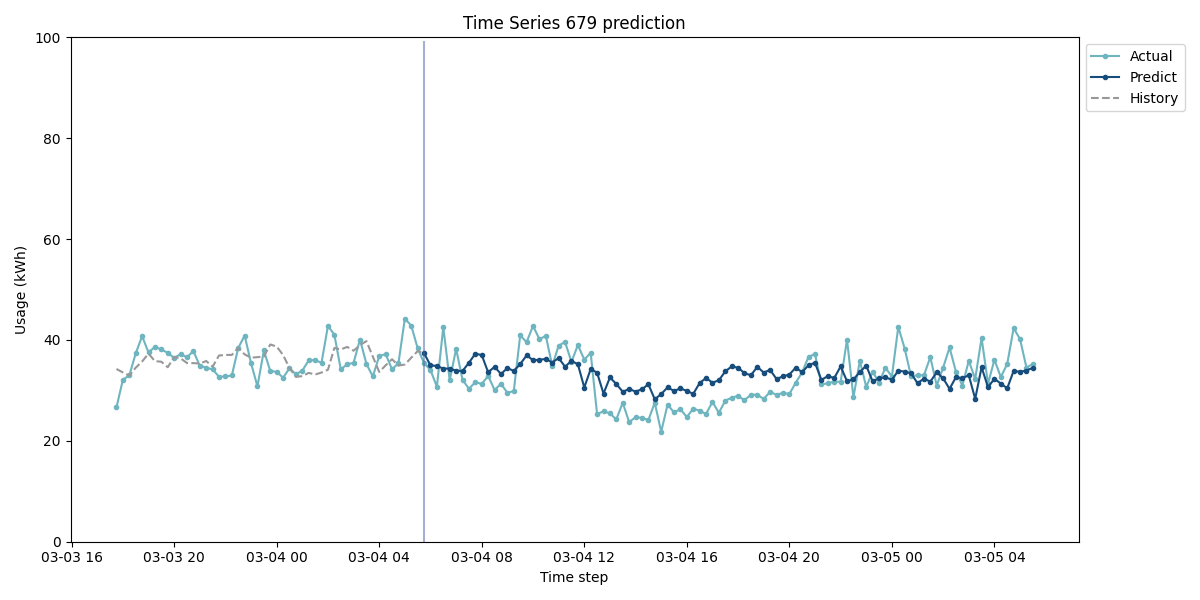 Time Series 679 prediction
Actual
Predict
History
Usage (kWh)
100
80
60
40
20
0
03-03 16 03-03 20 03-04 00 03-04 04 03-04 08 03-04 12 03-04 16 03-04 20 03-05 00 03-05 04
Time step